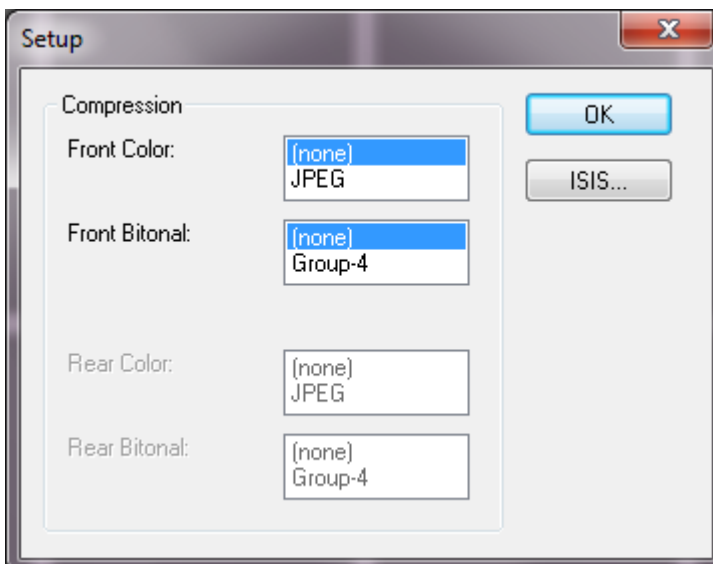 Setup
Compression
OK
Front Color:
(none)
JPEG
ISIS...
Front Bitonal:
(none)
Group-4
Rear Color:
(none)
JPEG
Rear Bitonal:
(none)
Group-4